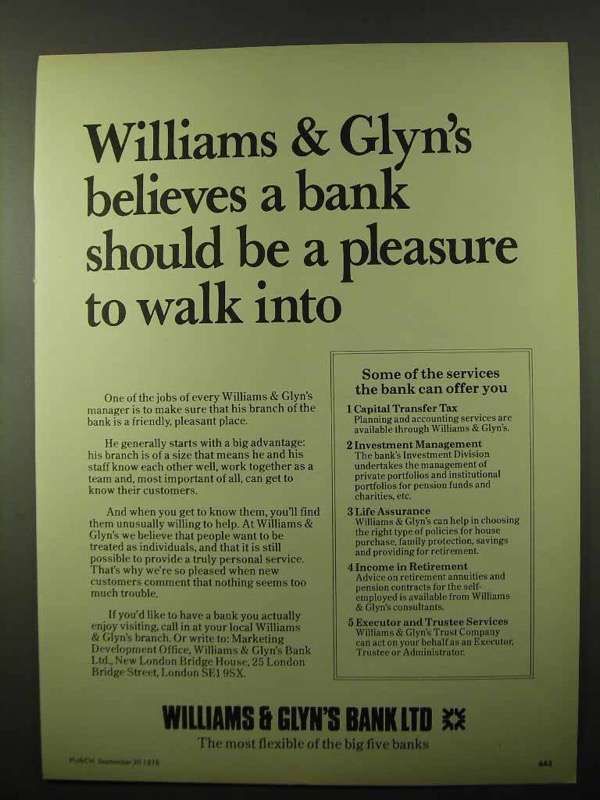 Williams & Glyn's
believes a bank
should be a pleasure
to walk into
One of the jobs of every Williams & Glyn's
manager is to make sure that his branch of the
bank is a friendly, pleasant place.
He generally starts with a big advantage:
his branch is of a size that means he and his
staff know each other well, work together as a
team and, most important of all, can get to
know their customers.
And when you get to know them, you'll find
them unusually willing to help. At Williams &
Glyn's we believe that people want to be
treated as individuals, and that it is still
possible to provide a truly personal service.
That's why we're so pleased when new
customers comment that nothing seems too
much trouble.
If you'd like to have a bank you actually
enjoy visiting, call in at your local Williams
& Glyn's branch. Or write to: Marketing
Development Office, Williams & Glyn's Bank
Ltd., New London Bridge House, 25 London
Bridge Street, London SE1 9SX.
Some of the services
the bank can offer you
1 Capital Transfer Tax
Planning and accounting services are
available through Williams & Glyn's.
2 Investment Management
The bank's Investment Division
undertakes the management of
private portfolios and institutional
portfolios for pension funds and
charities, etc.
3 Life Assurance
Williams & Glyn's can help in choosing
the right type of policies for house
purchase, family protection, savings
and providing for retirement.
4 Income in Retirement
Advice on retirement annuities and
pension contracts for the self-
employed is available from Williams
& Glyn's consultants.
5 Executor and Trustee Services
Williams & Glyn's Trust Company
can act on your behalf as an Executor,
Trustee or Administrator.
WILLIAMS & GLYN'S BANK LTD
The most flexible of the big five banks
PUNCH September